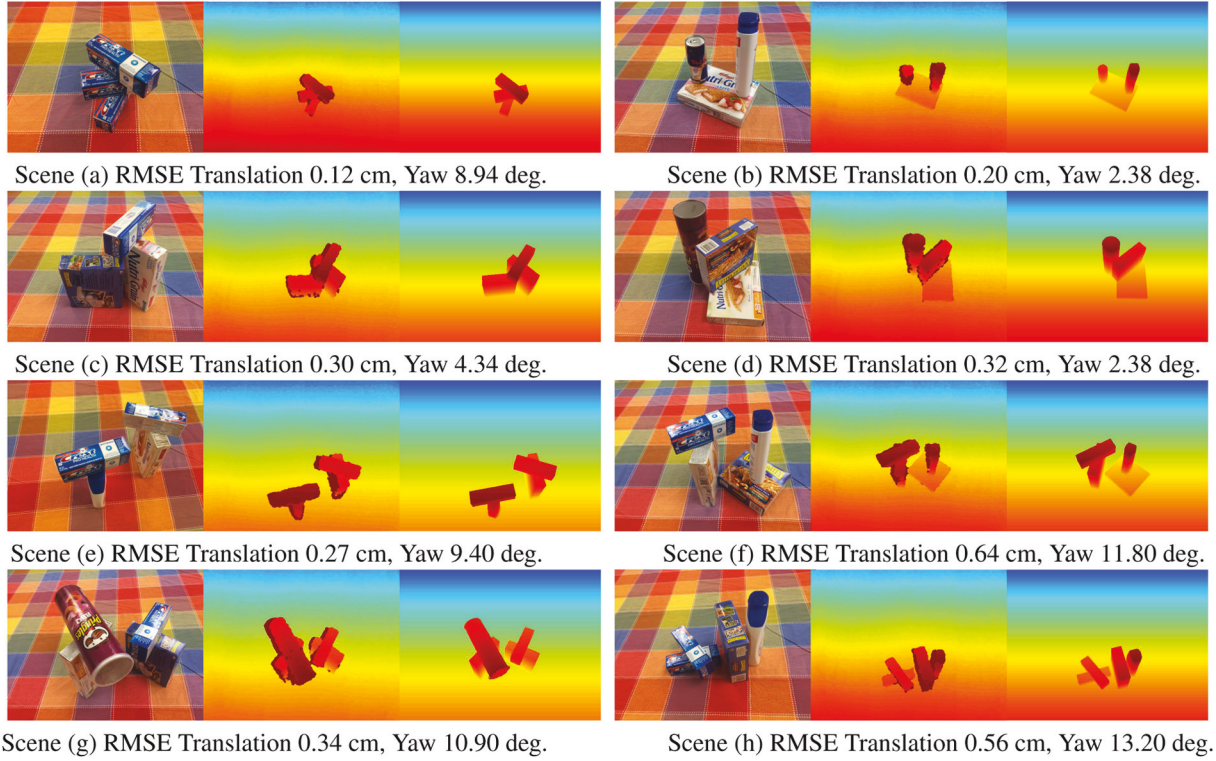 Scene (a) RMSE Translation 0.12 cm, Yaw 8.94 deg.
Nutri-Gr
Scene (b) RMSE Translation 0.20 cm, Yaw 2.38 deg.
Scene (c) RMSE Translation 0.30 cm, Yaw 4.34 deg.
Scene (d) RMSE Translation 0.32 cm, Yaw 2.38 deg.
Crest
Scene (e) RMSE Translation 0.27 cm, Yaw 9.40 deg.
Scene (f) RMSE Translation 0.64 cm, Yaw 11.80 deg.
Pringles
Scene (g) RMSE Translation 0.34 cm, Yaw 10.90 deg.
Scene (h) RMSE Translation 0.56 cm, Yaw 13.20 deg.